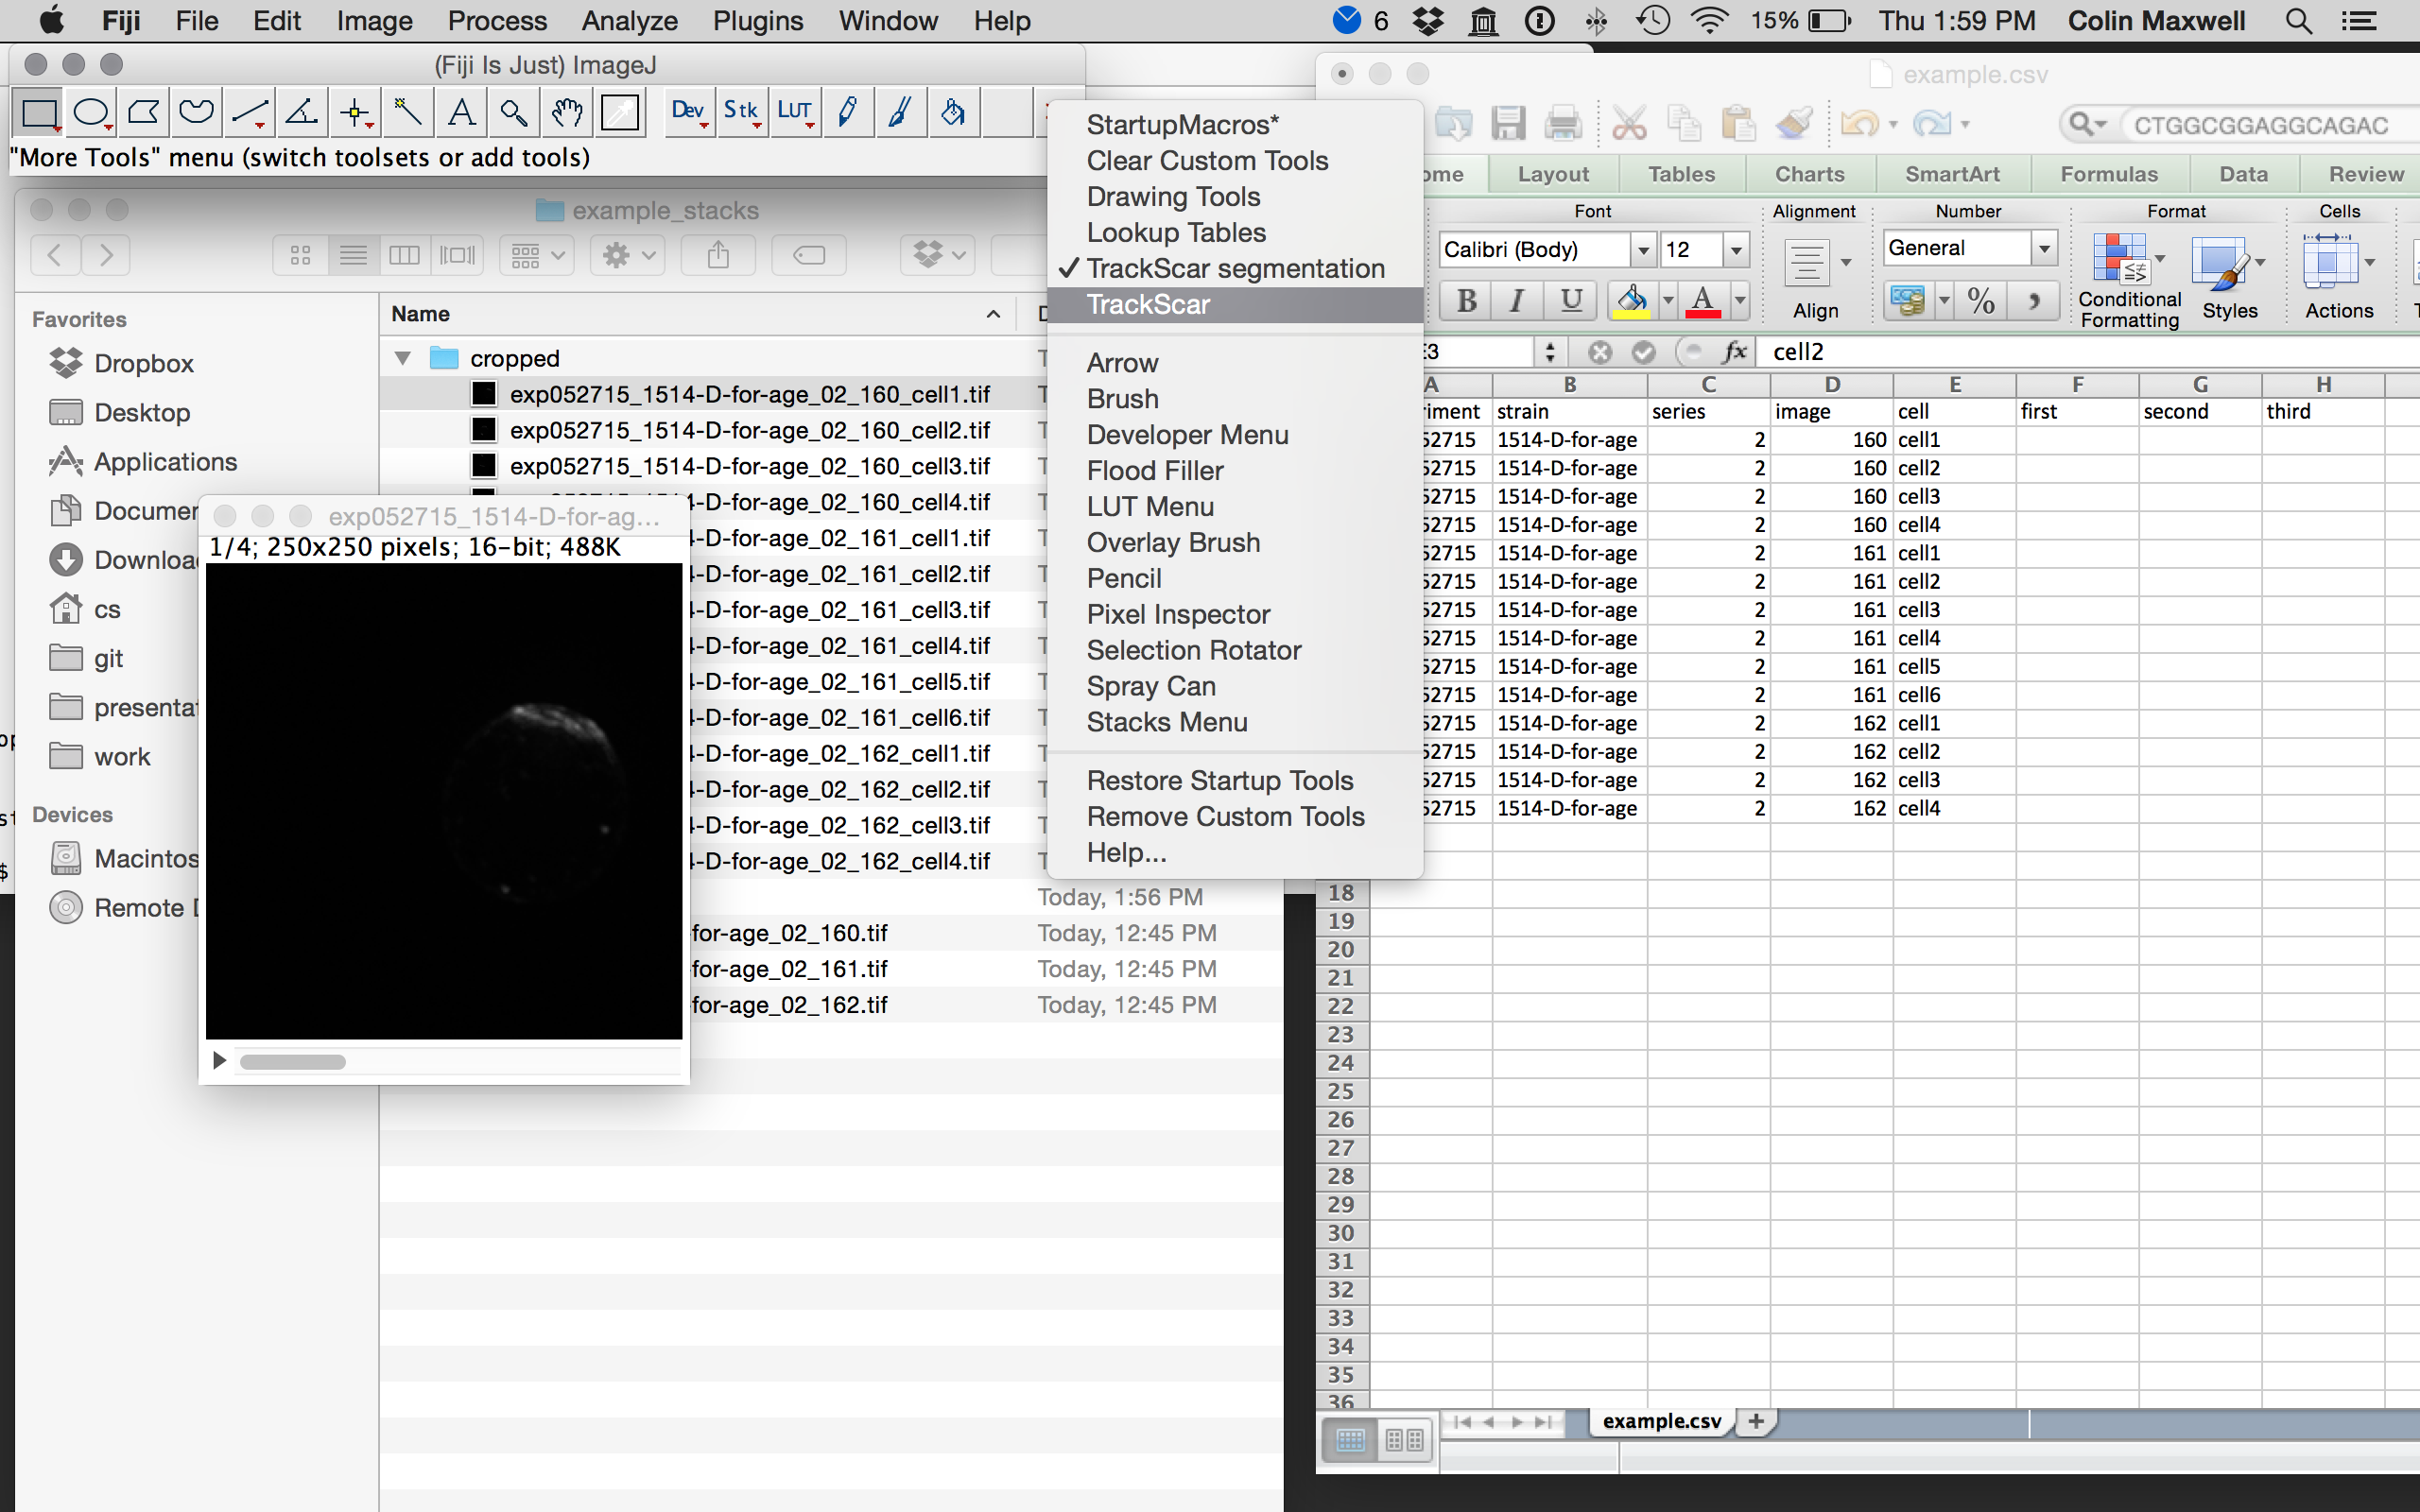 Fiji File Edit Image Process Analyze Plugins Window Help 6 15% Thu 1:59 PM Colin Maxwell
(Fiji Is Just) ImageJ
Dev Stk LUT
"More Tools" menu (switch toolsets or add tools)
example_stacks
Favorites
Dropbox
Desktop
Applications
Documen
Downloa
cs
git
presentat
work
Devices
Macintos
Remote D
Name
cropped
exp052715_1514-D-for-age_02_160_cell1.tif
exp052715_1514-D-for-age_02_160_cell2.tif
exp052715_1514-D-for-age_02_160_cell3.tif
-D-for-age_02_160_cell4.tif
-D-for-age_02_161_cell1.tif
-D-for-age_02_161_cell2.tif
-D-for-age_02_161_cell3.tif
-D-for-age_02_161_cell4.tif
-D-for-age_02_161_cell5.tif
-D-for-age_02_161_cell6.tif
-D-for-age_02_162_cell1.tif
-D-for-age_02_162_cell2.tif
-D-for-age_02_162_cell3.tif
-D-for-age_02_162_cell4.tif
Today, 1:56 PM
for-age_02_160.tif Today, 12:45 PM
for-age_02_161.tif Today, 12:45 PM
for-age_02_162.tif Today, 12:45 PM
exp052715_1514-D-for-ag...
1/4; 250x250 pixels; 16-bit; 488K
StartupMacros*
Clear Custom Tools
Drawing Tools
Lookup Tables
✓ TrackScar segmentation
TrackScar
Arrow
Brush
Developer Menu
Flood Filler
LUT Menu
Overlay Brush
Pencil
Pixel Inspector
Selection Rotator
Spray Can
Stacks Menu
Restore Startup Tools
Remove Custom Tools
Help...
example.csv
CTGGCGGAGGCAGAC
ome Layout Tables Charts SmartArt Formulas Data Review
Font Alignment Number Format Cells
Calibri (Body) 12 General
B I U A Align % Conditional Formatting Styles Actions
E3 fx cell2
A B C D E F G H
riment strain series image cell first second third
52715 1514-D-for-age 2 160 cell1
52715 1514-D-for-age 2 160 cell2
52715 1514-D-for-age 2 160 cell3
52715 1514-D-for-age 2 160 cell4
52715 1514-D-for-age 2 161 cell1
52715 1514-D-for-age 2 161 cell2
52715 1514-D-for-age 2 161 cell3
52715 1514-D-for-age 2 161 cell4
52715 1514-D-for-age 2 161 cell5
52715 1514-D-for-age 2 161 cell6
52715 1514-D-for-age 2 162 cell1
52715 1514-D-for-age 2 162 cell2
52715 1514-D-for-age 2 162 cell3
52715 1514-D-for-age 2 162 cell4
18
19
20
21
22
23
24
25
26
27
28
29
30
31
32
33
34
35
36
example.csv